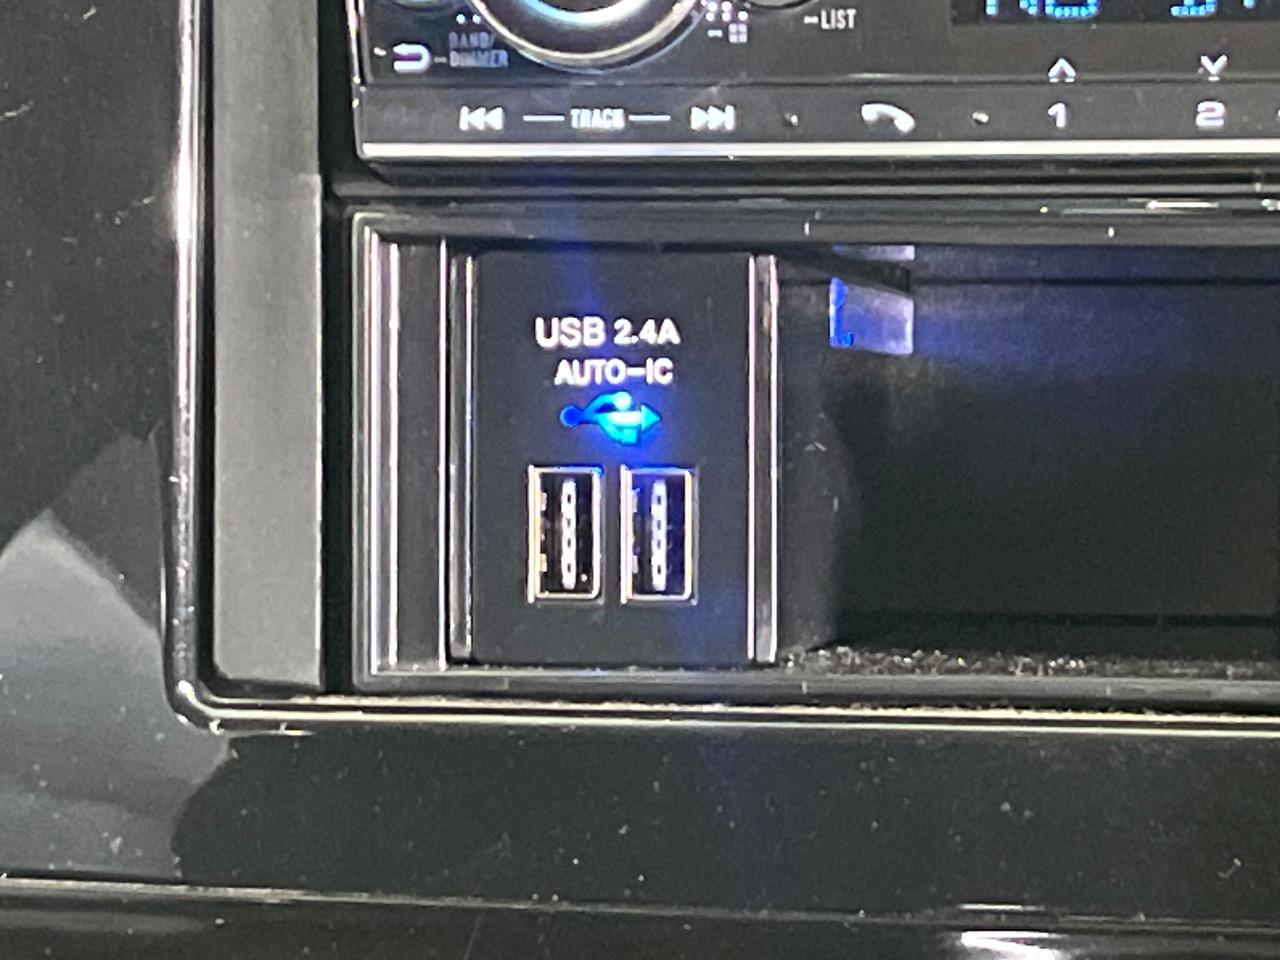 LIST
BAND/
DIMMER
TRACK
1
2
USB 2.4A
AUTO-IC